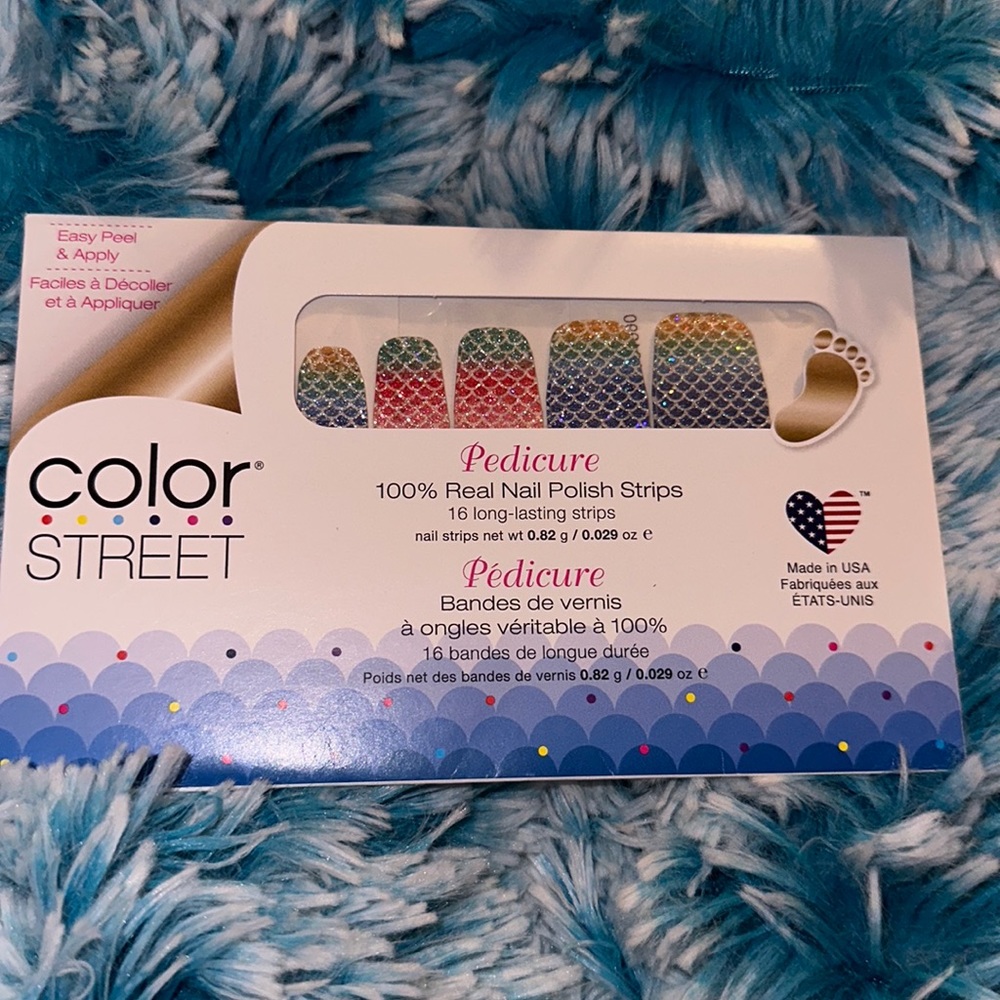 Easy Peel
& Apply
Faciles à Décoller
et à Appliquer
color®
STREET
Pedicure
100% Real Nail Polish Strips
16 long-lasting strips
nail strips net wt 0.82 g / 0.029 oz e
Pédicure
Bandes de vernis
à ongles véritable à 100%
16 bandes de longue durée
Poids net des bandes de vernis 0.82 g / 0.029 oz e
TM
Made in USA
Fabriquées aux
ÉTATS-UNIS